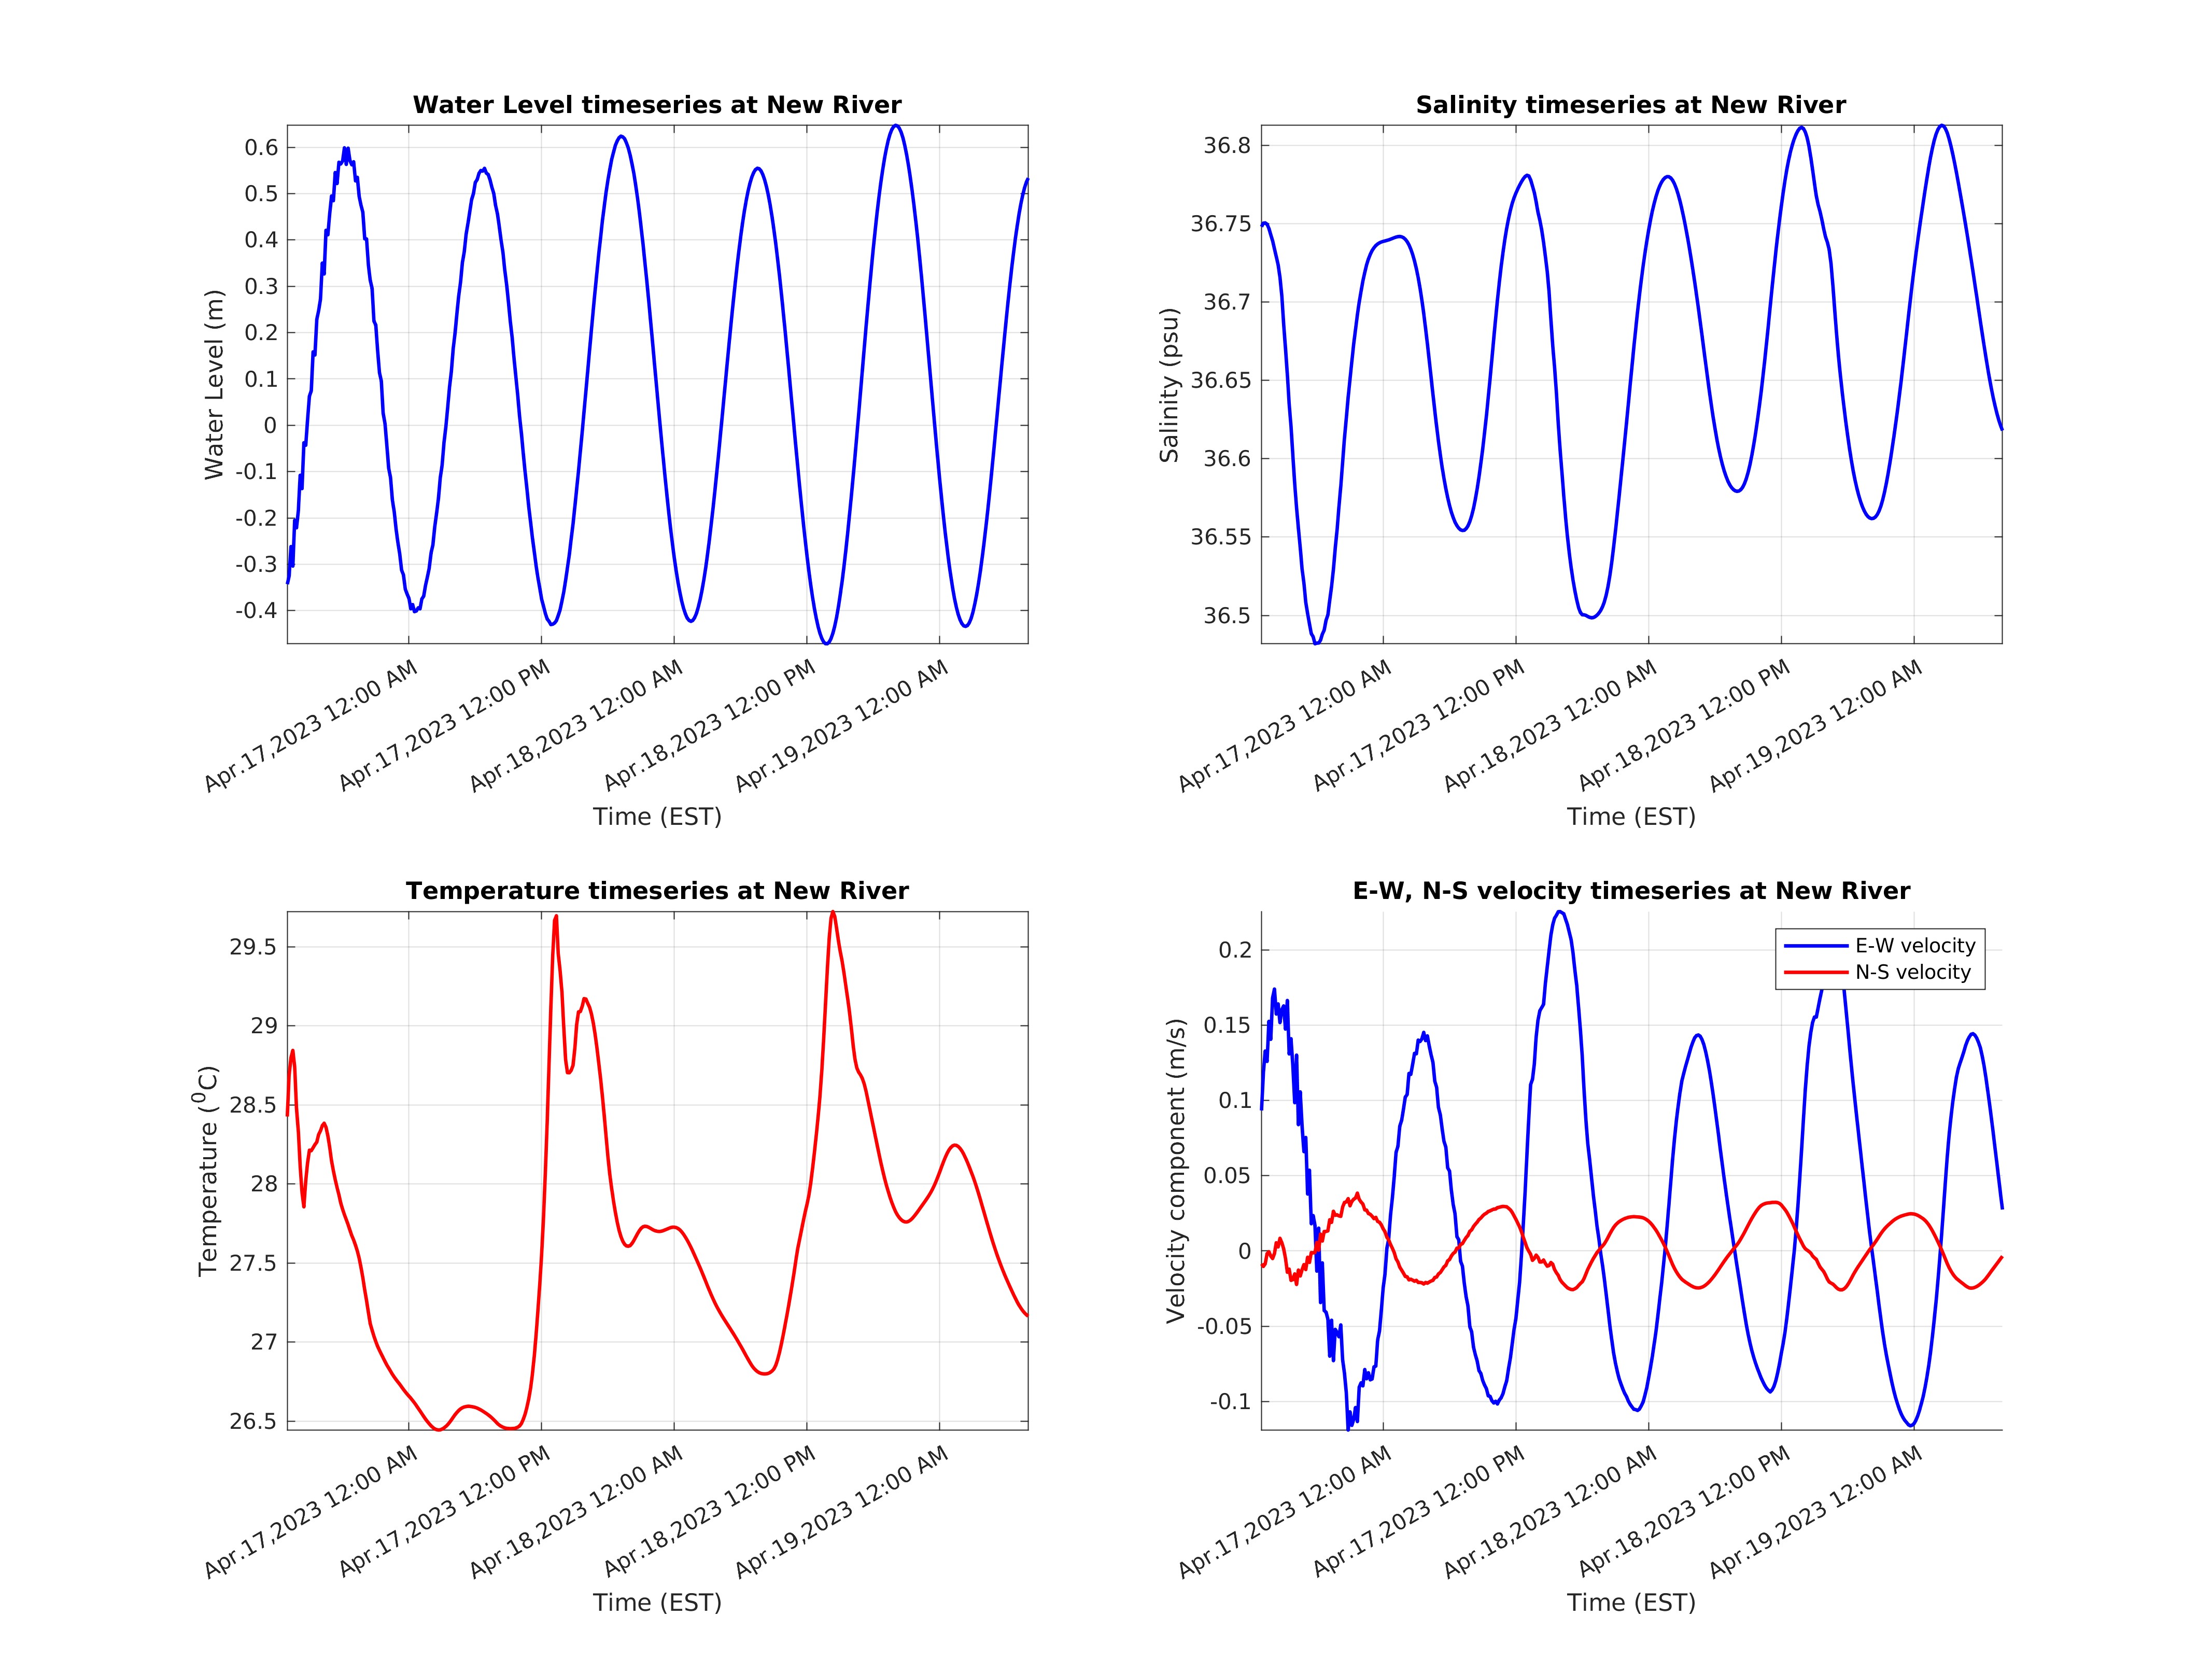 Water Level timeseries at New River
Water Level (m)
0.6
0.5
0.4
0.3
0.2
0.1
0
-0.1
-0.2
-0.3
-0.4
Apr.17,2023 12:00 AM
Apr.17,2023 12:00 PM
Apr.18,2023 12:00 AM
Apr.18,2023 12:00 PM
Apr.19,2023 12:00 AM
Time (EST)
Salinity timeseries at New River
Salinity (psu)
36.8
36.75
36.7
36.65
36.6
36.55
36.5
Apr.17,2023 12:00 AM
Apr.17,2023 12:00 PM
Apr.18,2023 12:00 AM
Apr.18,2023 12:00 PM
Apr.19,2023 12:00 AM
Time (EST)
Temperature timeseries at New River
Temperature (⁰C)
29.5
29
28.5
28
27.5
27
26.5
Apr.17,2023 12:00 AM
Apr.17,2023 12:00 PM
Apr.18,2023 12:00 AM
Apr.18,2023 12:00 PM
Apr.19,2023 12:00 AM
Time (EST)
E-W, N-S velocity timeseries at New River
Velocity component (m/s)
0.2
0.15
0.1
0.05
0
-0.05
-0.1
E-W velocity
N-S velocity
Apr.17,2023 12:00 AM
Apr.17,2023 12:00 PM
Apr.18,2023 12:00 AM
Apr.18,2023 12:00 PM
Apr.19,2023 12:00 AM
Time (EST)